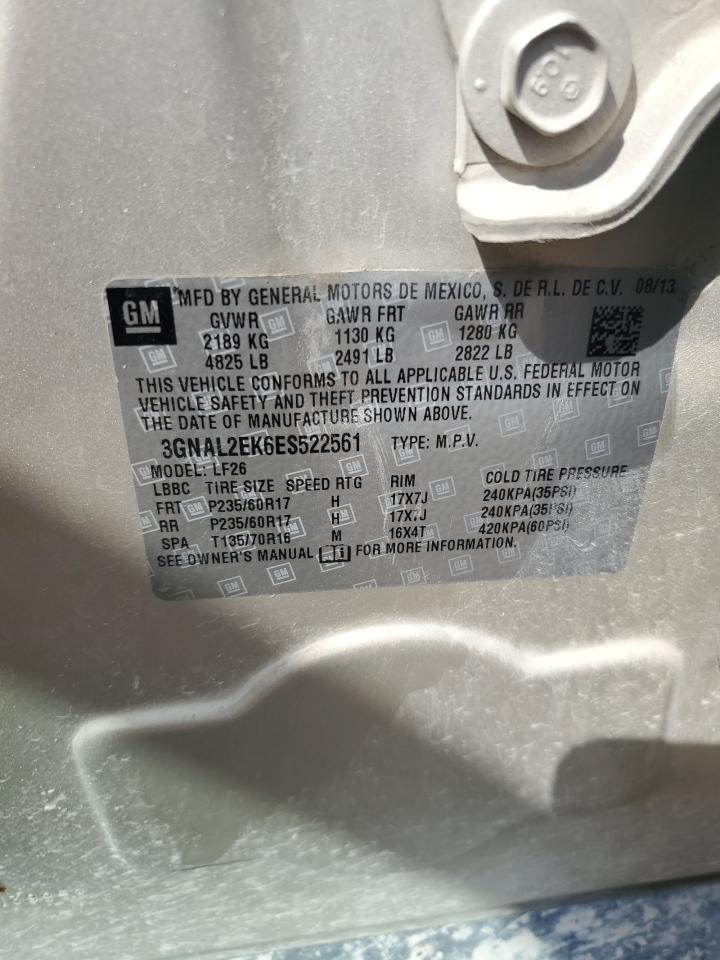 109
G
GM
MFD BY GENERAL MOTORS DE MEXICO, S. DE R.L. DE C.V. 08/13
GVWR GAWR FRT GAWR RR
2189 KG 1130 KG 1280 KG
4825 LB 2491 LB 2822 LB
THIS VEHICLE CONFORMS TO ALL APPLICABLE U.S. FEDERAL MOTOR
VEHICLE SAFETY AND THEFT PREVENTION STANDARDS IN EFFECT ON
THE DATE OF MANUFACTURE SHOWN ABOVE.
3GNAL2EK6ES522561 TYPE: M.P.V.
MODEL: LF26
LBBC TIRE SIZE SPEED RTG RIM COLD TIRE PRESSURE
FRT P235/60R17 H 17X7J 240KPA(35PSI)
RR P235/60R17 H 17X7J 240KPA(35PSI)
SPA T135/70R16 M 16X4T 420KPA(60PSI)
SEE OWNER'S MANUAL FOR MORE INFORMATION.